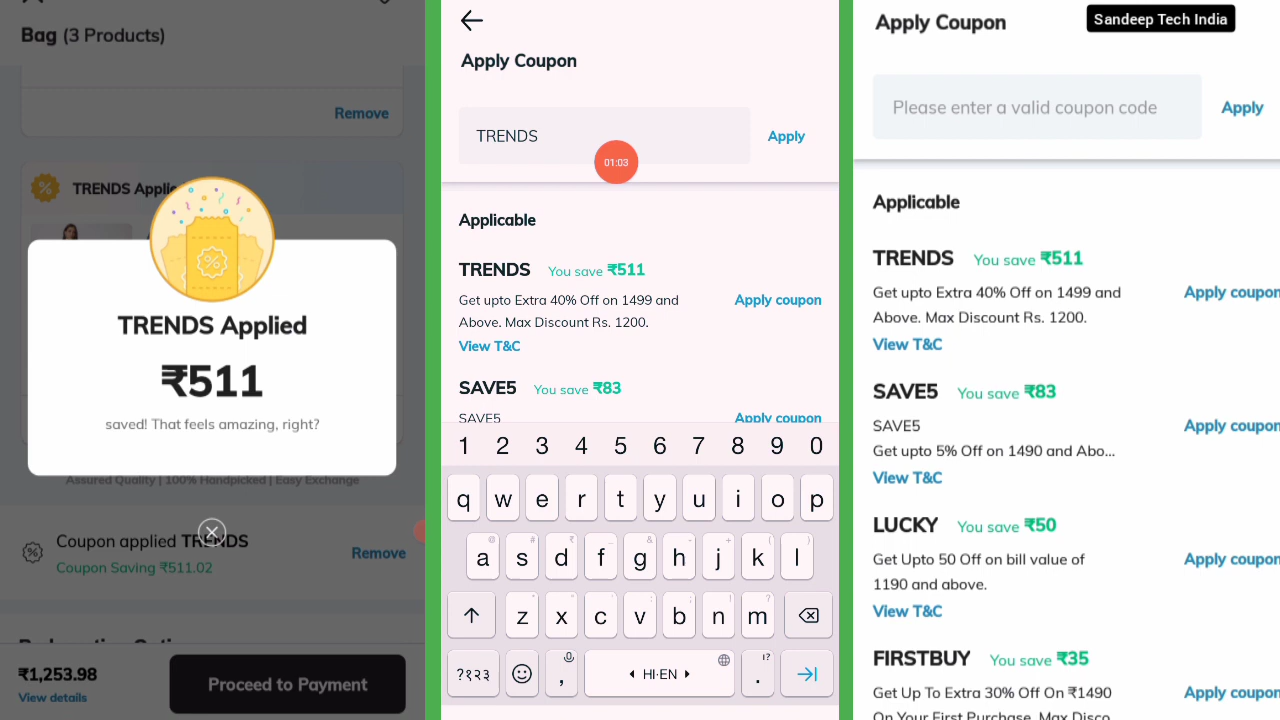 Bag (3 Products)
Remove
TRENDS Applie
TRENDS Applied
₹511
saved! That feels amazing, right?
Assured Quality | 100% Handpicked | Easy Exchange
Coupon applied TRENDS
Coupon Saving ₹511.02
Remove
₹1,253.98
View details
Proceed to Payment
Apply Coupon
TRENDS
Apply
01:03
Applicable
TRENDS You save ₹511
Get upto Extra 40% Off on 1499 and
Above. Max Discount Rs. 1200.
Apply coupon
View T&C
SAVE5 You save ₹83
SAVE5
Apply coupon
1 2 3 4 5 6 7 8 9 0
q w e r t y u i o p
a s d f g h j k l
z x c v b n m
?१२३ , HI·EN .
Apply Coupon
Sandeep Tech India
Please enter a valid coupon code
Apply
Applicable
TRENDS You save ₹511
Get upto Extra 40% Off on 1499 and
Above. Max Discount Rs. 1200.
Apply coupon
View T&C
SAVE5 You save ₹83
SAVE5
Get upto 5% Off on 1490 and Abo...
Apply coupon
View T&C
LUCKY You save ₹50
Get Upto 50 Off on bill value of
1190 and above.
Apply coupon
View T&C
FIRSTBUY You save ₹35
Get Up To Extra 30% Off On ₹1490
On Your First Purchase. Max Disco
Apply coupon